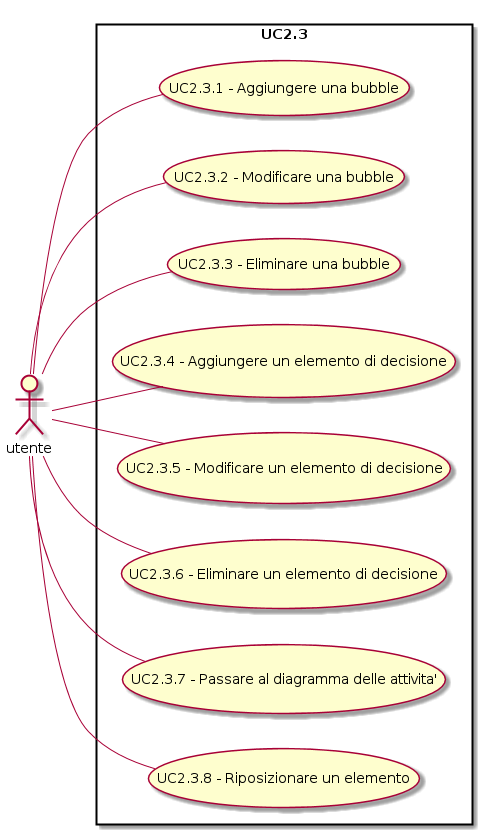 UC2.3
UC2.3.1 - Aggiungere una bubble
UC2.3.2 - Modificare una bubble
UC2.3.3 - Eliminare una bubble
UC2.3.4 - Aggiungere un elemento di decisione
utente
UC2.3.5 - Modificare un elemento di decisione
UC2.3.6 - Eliminare un elemento di decisione
UC2.3.7 - Passare al diagramma delle attivita'
UC2.3.8 - Riposizionare un elemento